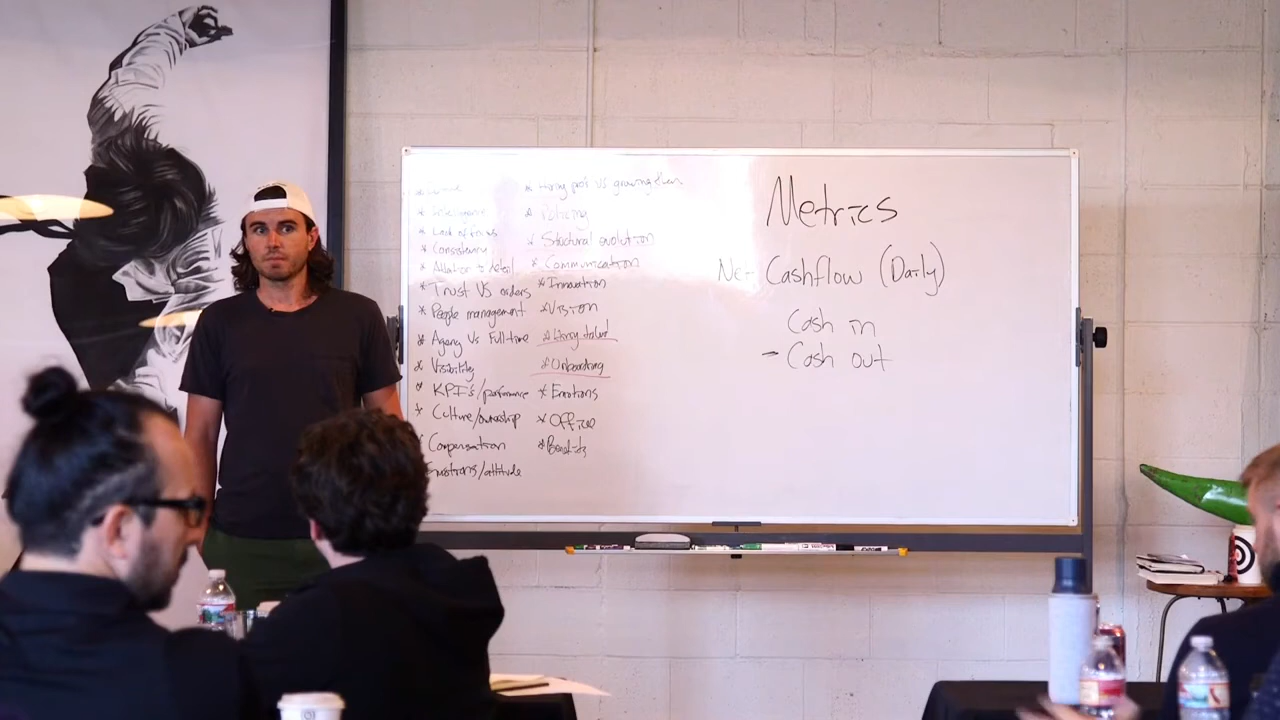 * Lack of focus
* Consistency
* Attention to detail
* Trust VS orders
* People management
* Agency Vs Full time
* Visibility
* KPI's/performance
* Culture/ownership
Compensation
Emotions/attitude
* Hiring pros VS growing them
* Policing
* Structural evolution
* Communication
* Innovation
* Vision
* Hiring talent
* Onboarding
* Emotions
* Office
* Benefits
Metrics
Net Cashflow (Daily)
Cash in
- Cash out